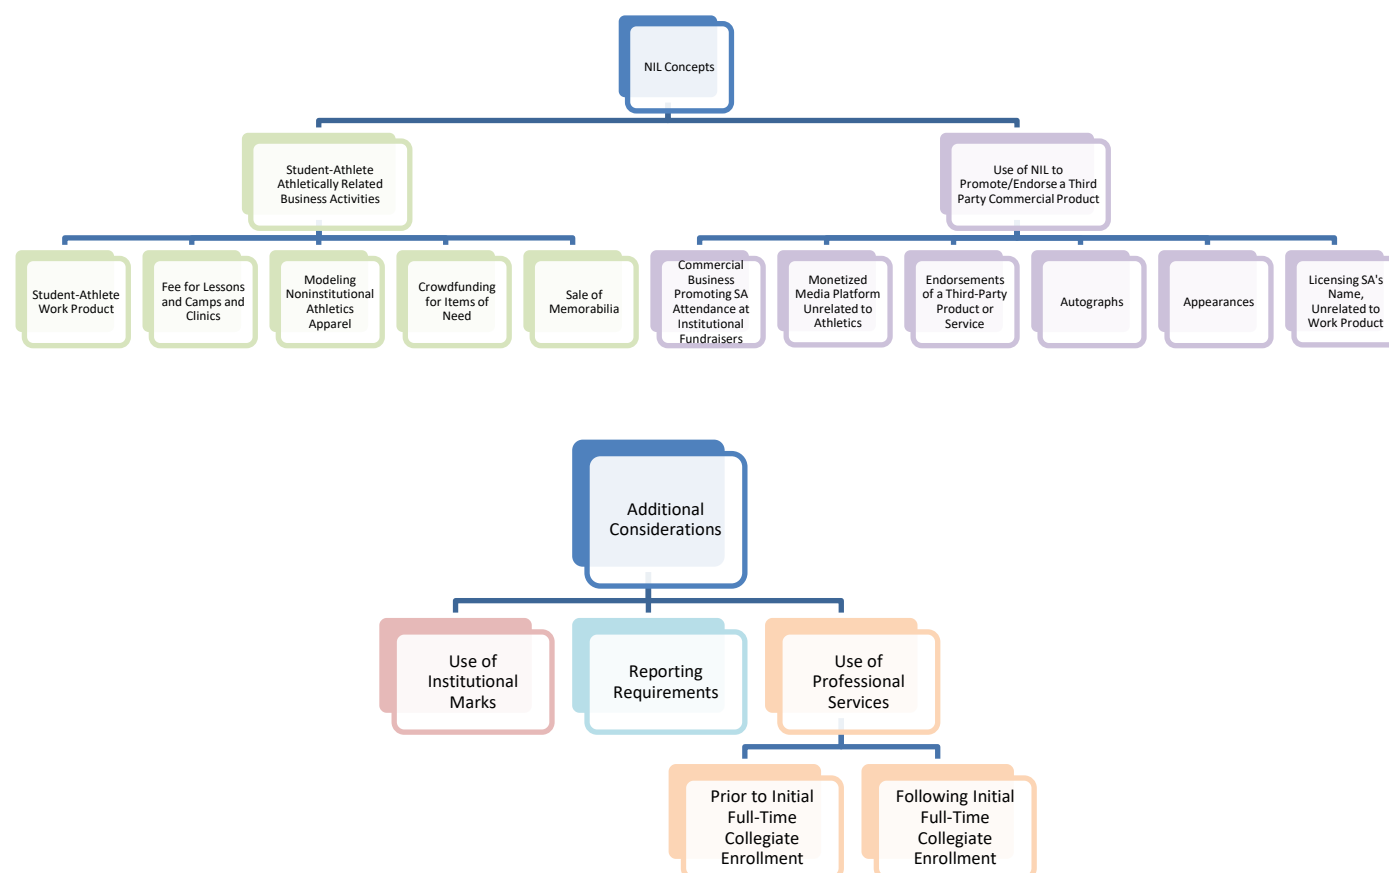 NIL Concepts
Student-Athlete
Athletically Related
Business Activities
Use of NIL to
Promote/Endorse a Third
Party Commercial Product
Student-Athlete
Work Product
Fee for Lessons
and Camps and
Clinics
Modeling
Noninstitutional
Athletics
Apparel
Crowdfunding
for Items of
Need
Sale of
Memorabilia
Commercial
Business
Promoting SA
Attendance at
Institutional
Fundraisers
Monetized
Media Platform
Unrelated to
Athletics
Endorsements
of a Third-Party
Product or
Service
Autographs
Appearances
Licensing SA's
Name,
Unrelated to
Work Product
Additional
Considerations
Use of
Institutional
Marks
Reporting
Requirements
Use of
Professional
Services
Prior to Initial
Full-Time
Collegiate
Enrollment
Following Initial
Full-Time
Collegiate
Enrollment